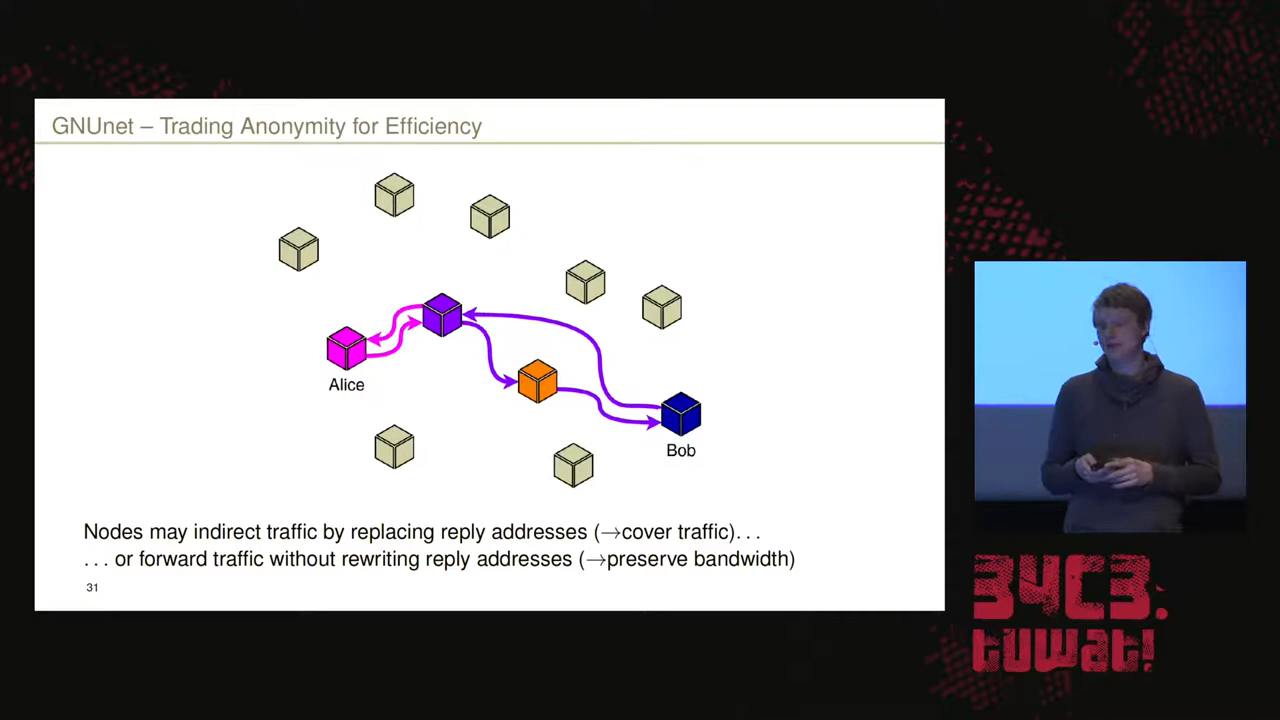 GNUnet – Trading Anonymity for Efficiency
Alice
Bob
Nodes may indirect traffic by replacing reply addresses (→cover traffic)...
... or forward traffic without rewriting reply addresses (→preserve bandwidth)
31
34C3.
tuwat!